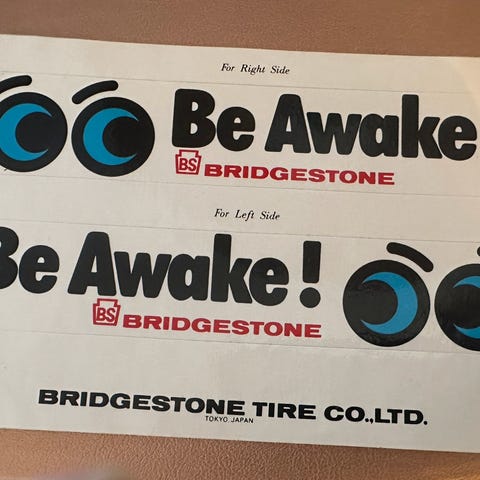 For Right Side
Be Awake
BS BRIDGESTONE
For Left Side
Be Awake!
BS BRIDGESTONE
BRIDGESTONE TIRE CO.,LTD.
TOKYO. JAPAN